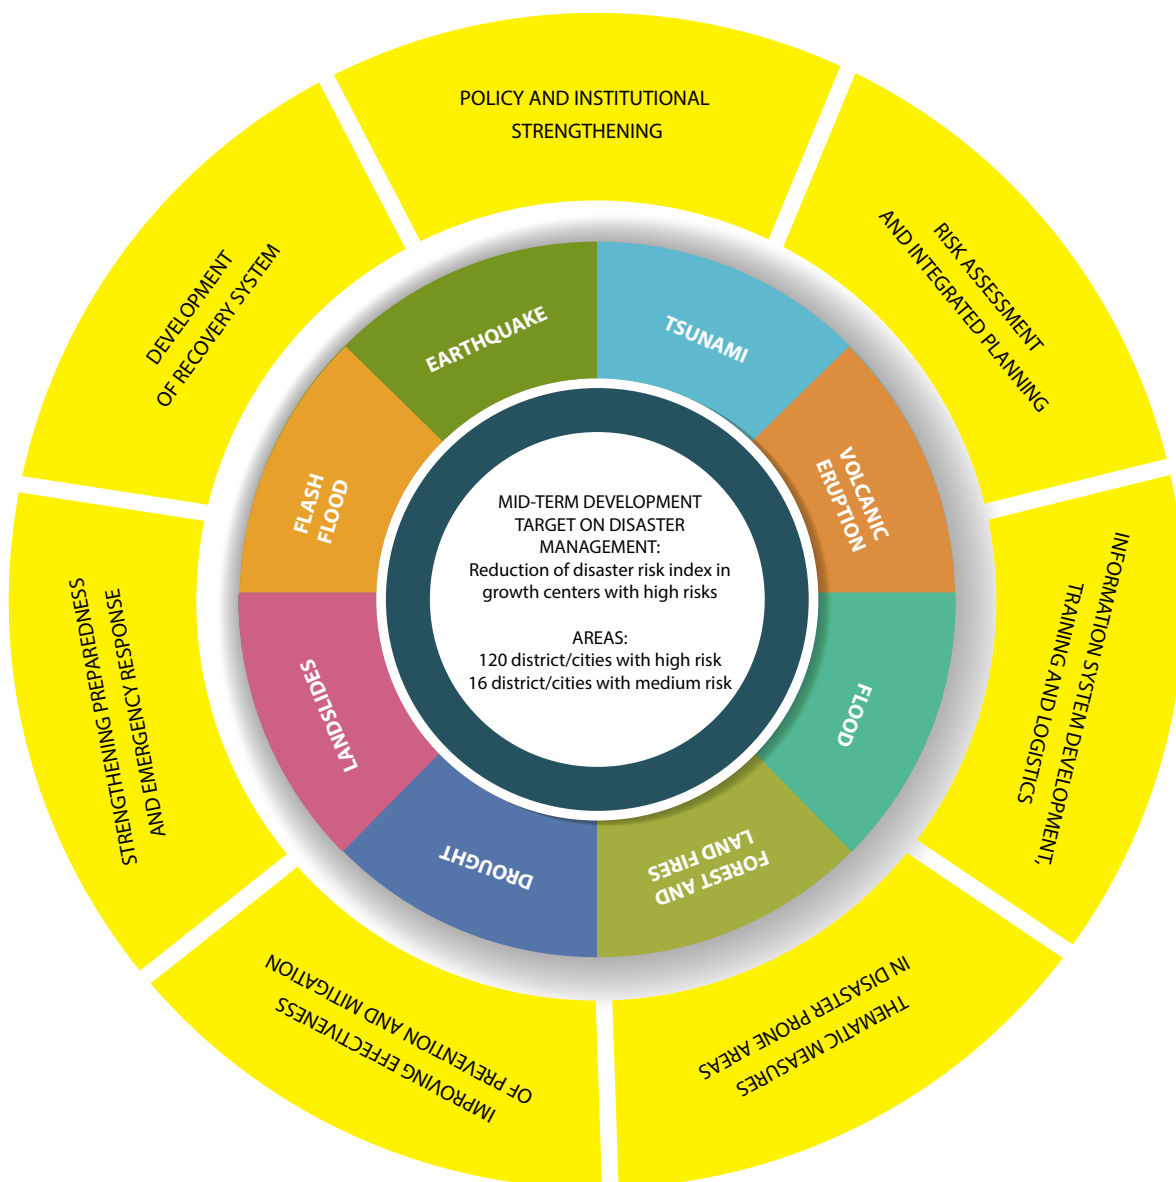 POLICY AND INSTITUTIONAL
STRENGTHENING
RISK ASSESSMENT
AND INTEGRATED PLANNING
INFORMATION SYSTEM DEVELOPMENT,
TRAINING AND LOGISTICS
THEMATIC MEASURES
IN DISASTER PRONE AREAS
IMPROVING EFFECTIVENESS
OF PREVENTION AND MITIGATION
STRENGTHENING PREPAREDNESS
AND EMERGENCY RESPONSE
DEVELOPMENT
OF RECOVERY SYSTEM
EARTHQUAKE
TSUNAMI
VOLCANIC
ERUPTION
FLOOD
FOREST AND
LAND FIRES
DROUGHT
LANDSLIDES
FLASH
FLOOD
MID-TERM DEVELOPMENT
TARGET ON DISASTER
MANAGEMENT:
Reduction of disaster risk index in
growth centers with high risks
AREAS:
120 district/cities with high risk
16 district/cities with medium risk